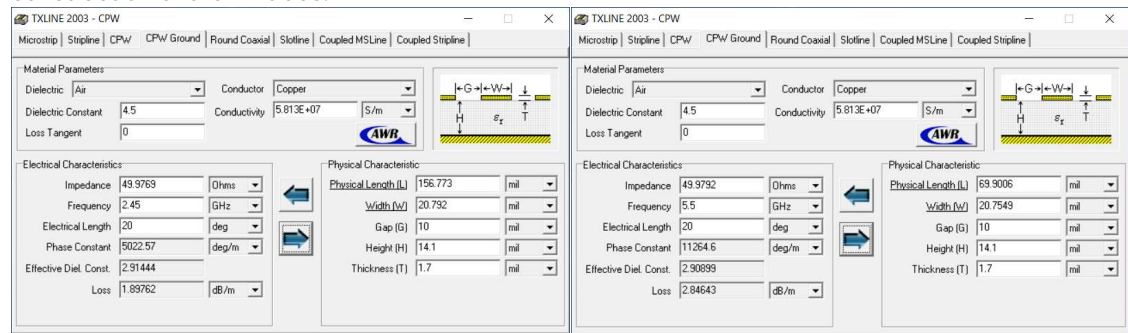 TXLINE 2003 - CPW
Microstrip | Stripline | CPW | CPW Ground | Round Coaxial | Slotline | Coupled MSLine | Coupled Stripline
Material Parameters
Dielectric Air Conductor Copper
Dielectric Constant 4.5 Conductivity 5.813E+07 S/m
Loss Tangent 0
AWR
G W
H εr T
Electrical Characteristics
Impedance 49.9769 Ohms
Frequency 2.45 GHz
Electrical Length 20 deg
Phase Constant 5022.57 deg/m
Effective Diel. Const. 2.91444
Loss 1.89762 dB/m
Physical Characteristic
Physical Length (L) 156.773 mil
Width (W) 20.792 mil
Gap (G) 10 mil
Height (H) 14.1 mil
Thickness (T) 1.7 mil
TXLINE 2003 - CPW
Microstrip | Stripline | CPW | CPW Ground | Round Coaxial | Slotline | Coupled MSLine | Coupled Stripline
Material Parameters
Dielectric Air Conductor Copper
Dielectric Constant 4.5 Conductivity 5.813E+07 S/m
Loss Tangent 0
AWR
G W
H εr T
Electrical Characteristics
Impedance 49.9792 Ohms
Frequency 5.5 GHz
Electrical Length 20 deg
Phase Constant 11264.6 deg/m
Effective Diel. Const. 2.90899
Loss 2.84643 dB/m
Physical Characteristic
Physical Length (L) 69.9006 mil
Width (W) 20.7549 mil
Gap (G) 10 mil
Height (H) 14.1 mil
Thickness (T) 1.7 mil